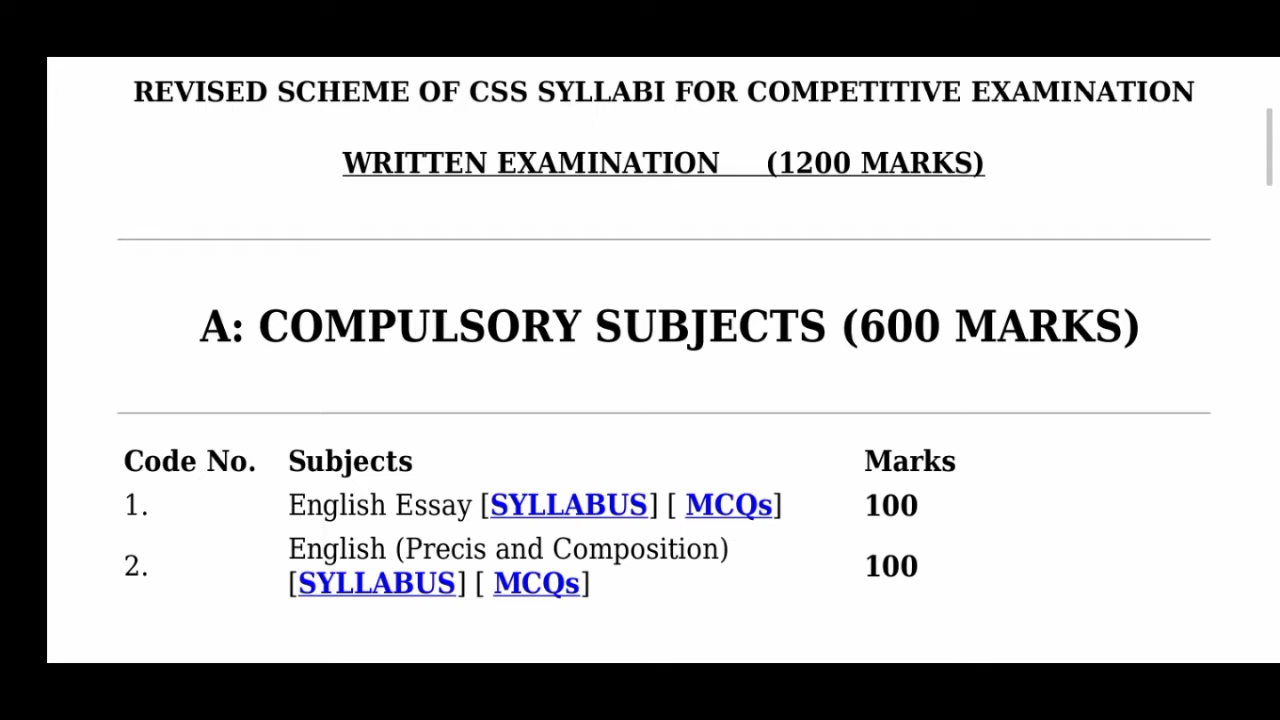 REVISED SCHEME OF CSS SYLLABI FOR COMPETITIVE EXAMINATION
WRITTEN EXAMINATION (1200 MARKS)
A: COMPULSORY SUBJECTS (600 MARKS)
Code No. Subjects Marks
1. English Essay [SYLLABUS] [ MCQs] 100
2. English (Precis and Composition) 100
[SYLLABUS] [ MCQs]